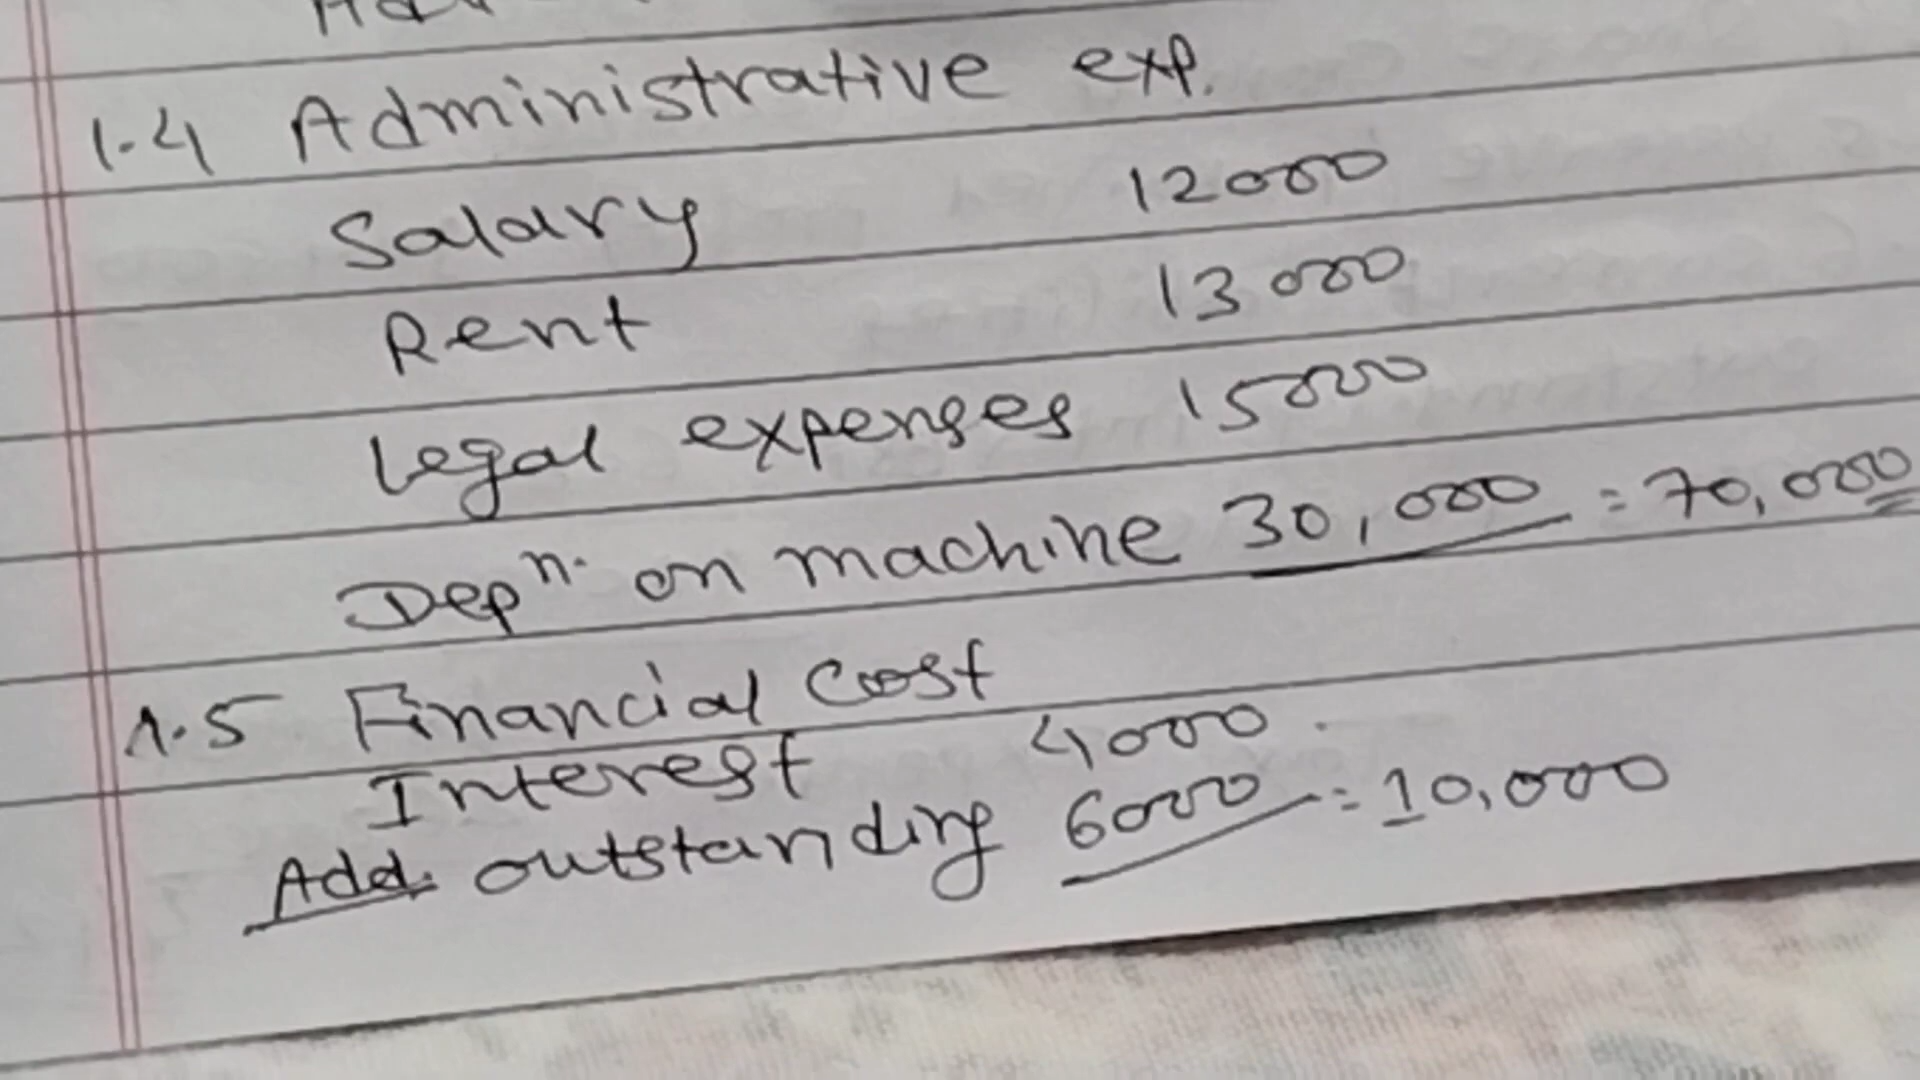 1.4 Administrative exp.
Salary 12000
Rent 13000
Legal expenses 15000
Depn. on machine 30,000 = 70,000
1.5 Financial Cost
Interest 4000
Add. outstanding 6000 = 10,000